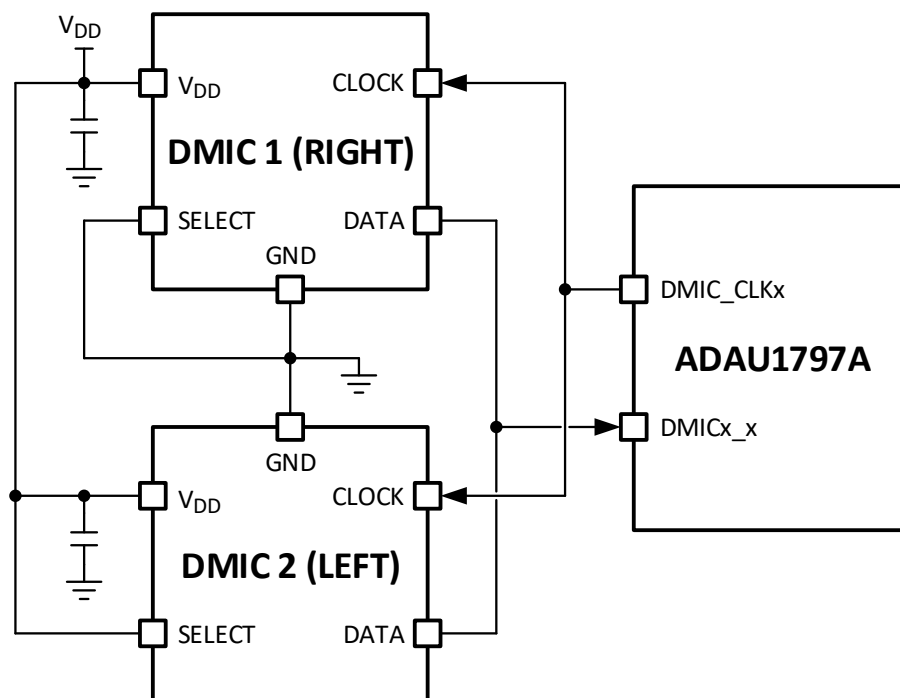 VDD
VDD
CLOCK
DMIC 1 (RIGHT)
SELECT
DATA
GND
DMIC_CLKx
ADAU1797A
DMICx_x
GND
VDD
CLOCK
DMIC 2 (LEFT)
SELECT
DATA